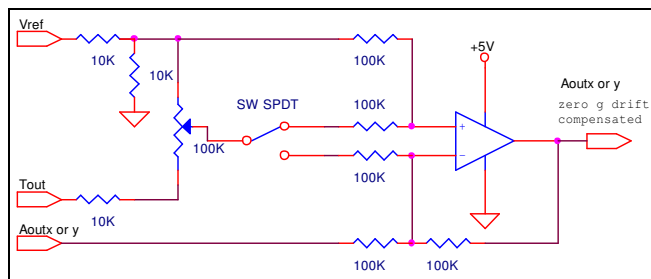 Vref
10K
10K
100K
+5V
Aoutx or y
zero g drift
compensated
SW SPDT
100K
+
100K
−
100K
Tout
10K
Aoutx or y
100K
100K